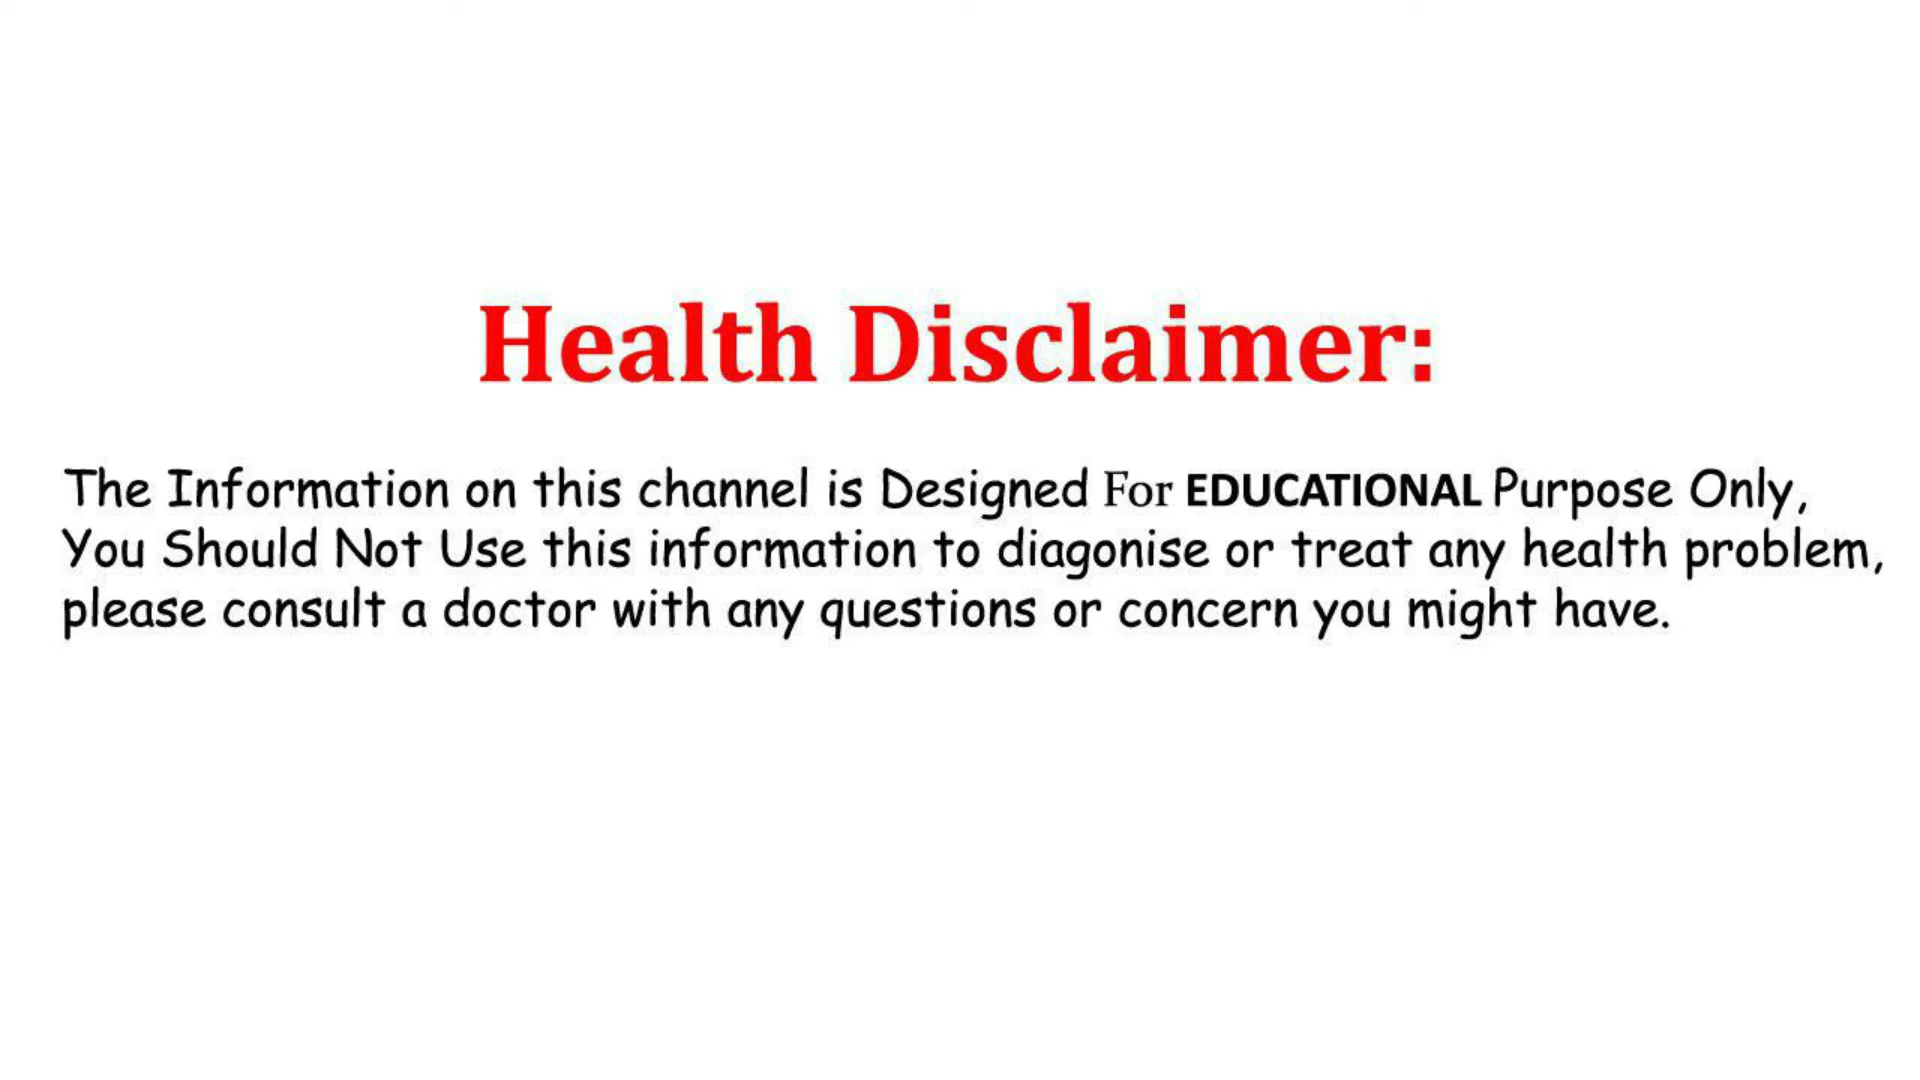 Health Disclaimer:
The Information on this channel is Designed For EDUCATIONAL Purpose Only,
You Should Not Use this information to diagonise or treat any health problem,
please consult a doctor with any questions or concern you might have.